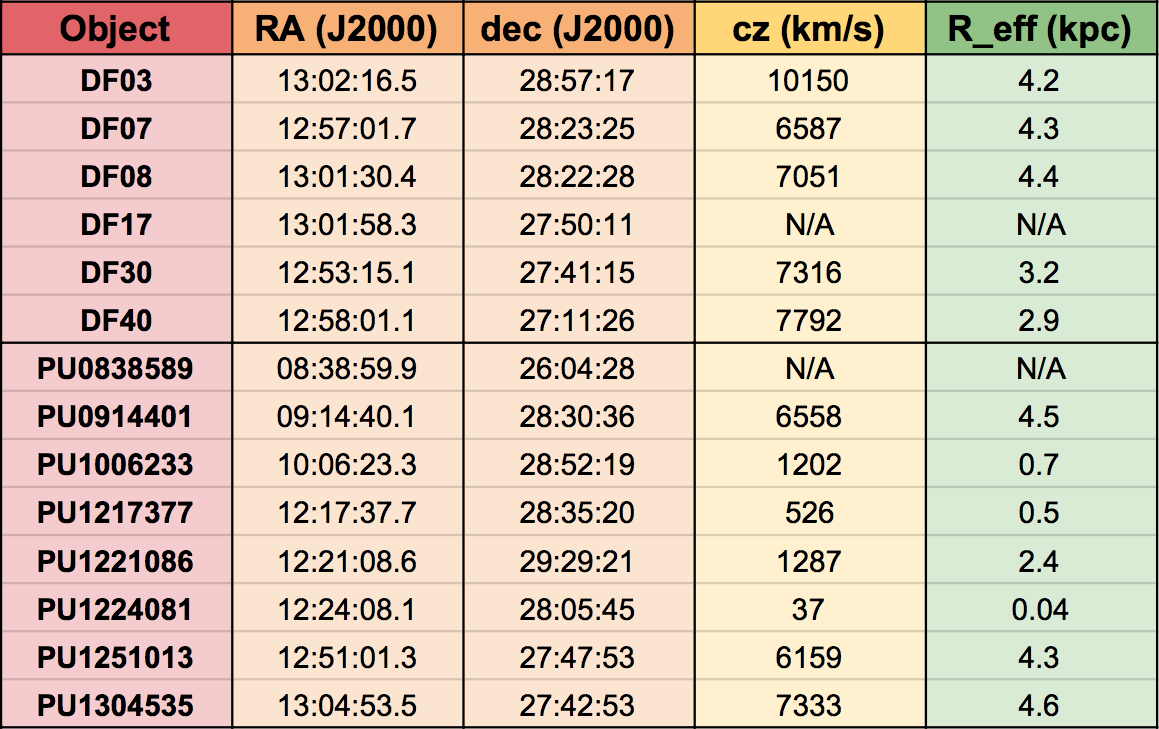 Object RA (J2000) dec (J2000) cz (km/s) R_eff (kpc)
DF03 13:02:16.5 28:57:17 10150 4.2
DF07 12:57:01.7 28:23:25 6587 4.3
DF08 13:01:30.4 28:22:28 7051 4.4
DF17 13:01:58.3 27:50:11 N/A N/A
DF30 12:53:15.1 27:41:15 7316 3.2
DF40 12:58:01.1 27:11:26 7792 2.9
PU0838589 08:38:59.9 26:04:28 N/A N/A
PU0914401 09:14:40.1 28:30:36 6558 4.5
PU1006233 10:06:23.3 28:52:19 1202 0.7
PU1217377 12:17:37.7 28:35:20 526 0.5
PU1221086 12:21:08.6 29:29:21 1287 2.4
PU1224081 12:24:08.1 28:05:45 37 0.04
PU1251013 12:51:01.3 27:47:53 6159 4.3
PU1304535 13:04:53.5 27:42:53 7333 4.6